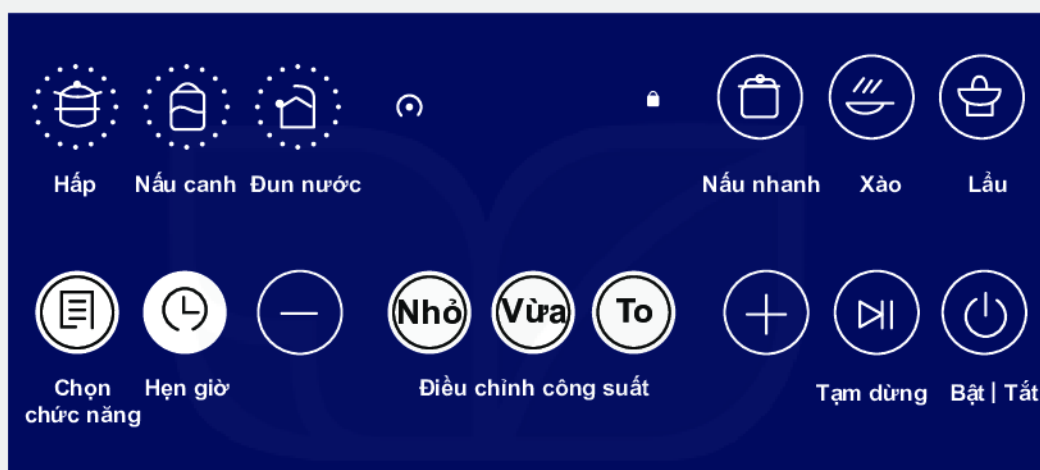 Hấp Nấu canh Đun nước Nấu nhanh Xào Lẩu
Nhỏ Vừa To
Chọn chức năng Hẹn giờ Điều chỉnh công suất Tạm dừng Bật | Tắt